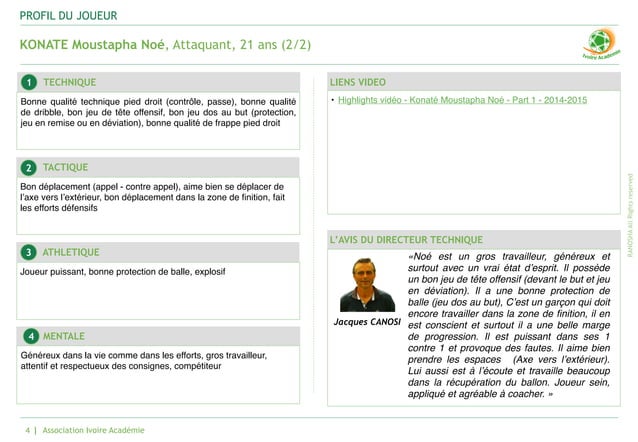 PROFIL DU JOUEUR
KONATE Moustapha Noé, Attaquant, 21 ans (2/2)
Ivoire Académie
1 TECHNIQUE
Bonne qualité technique pied droit (contrôle, passe), bonne qualité
de dribble, bon jeu de tête offensif, bon jeu dos au but (protection,
jeu en remise ou en déviation), bonne qualité de frappe pied droit
2 TACTIQUE
Bon déplacement (appel - contre appel), aime bien se déplacer de
l'axe vers l'extérieur, bon déplacement dans la zone de finition, fait
les efforts défensifs
3 ATHLETIQUE
Joueur puissant, bonne protection de balle, explosif
4 MENTALE
Généreux dans la vie comme dans les efforts, gros travailleur,
attentif et respectueux des consignes, compétiteur
LIENS VIDEO
• Highlights vidéo - Konaté Moustapha Noé - Part 1 - 2014-2015
L'AVIS DU DIRECTEUR TECHNIQUE
Jacques CANOSI
«Noé est un gros travailleur, généreux et
surtout avec un vrai état d'esprit. Il possède
un bon jeu de tête offensif (devant le but et jeu
en déviation). Il a une bonne protection de
balle (jeu dos au but), C'est un garçon qui doit
encore travailler dans la zone de finition, il en
est conscient et surtout il a une belle marge
de progression. Il est puissant dans ses 1
contre 1 et provoque des fautes. Il aime bien
prendre les espaces (Axe vers l'extérieur).
Lui aussi est à l'écoute et travaille beaucoup
dans la récupération du ballon. Joueur sein,
appliqué et agréable à coacher. »
All Rights reserved
4 | Association Ivoire Académie